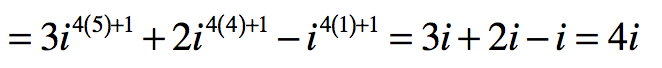 = 3i^{4(5)+1} + 2i^{4(4)+1} − i^{4(1)+1} = 3i + 2i − i = 4i